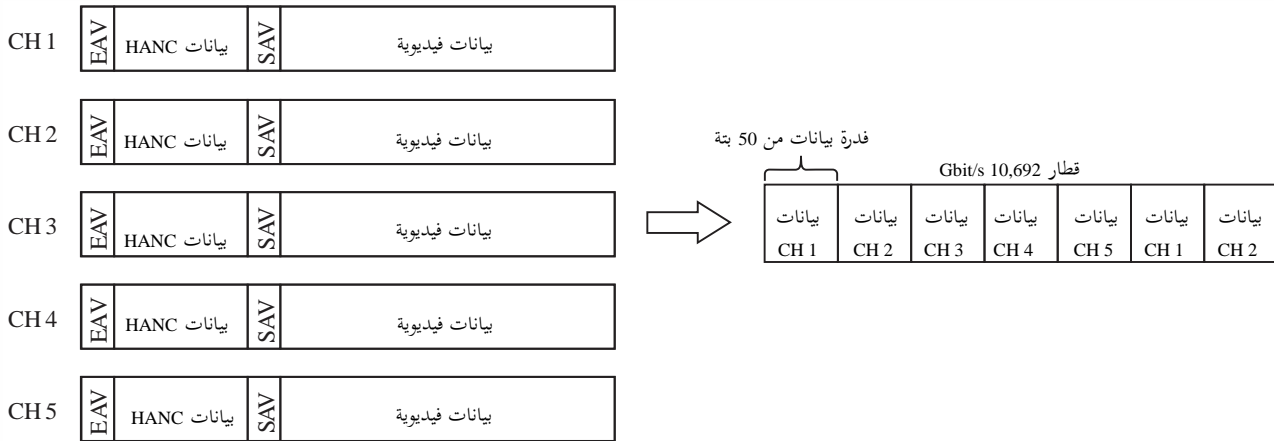 CH 1
EAV
بيانات HANC
SAV
بيانات فيديوية
CH 2
EAV
بيانات HANC
SAV
بيانات فيديوية
CH 3
EAV
بيانات HANC
SAV
بيانات فيديوية
CH 4
EAV
بيانات HANC
SAV
بيانات فيديوية
CH 5
EAV
بيانات HANC
SAV
بيانات فيديوية
فدرة بيانات من 50 بتة
قطار 10,692 Gbit/s
بيانات
CH 1
بيانات
CH 2
بيانات
CH 3
بيانات
CH 4
بيانات
CH 5
بيانات
CH 1
بيانات
CH 2